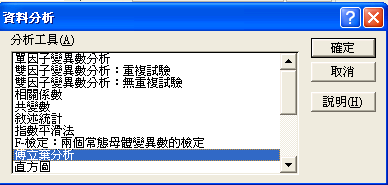 資料分析
分析工具(A)
單因子變異數分析
雙因子變異數分析：重複試驗
雙因子變異數分析：無重複試驗
相關係數
共變數
敘述統計
指數平滑法
F-檢定：兩個常態母體變異數的檢定
傅立葉分析
直方圖
確定
取消
說明(H)